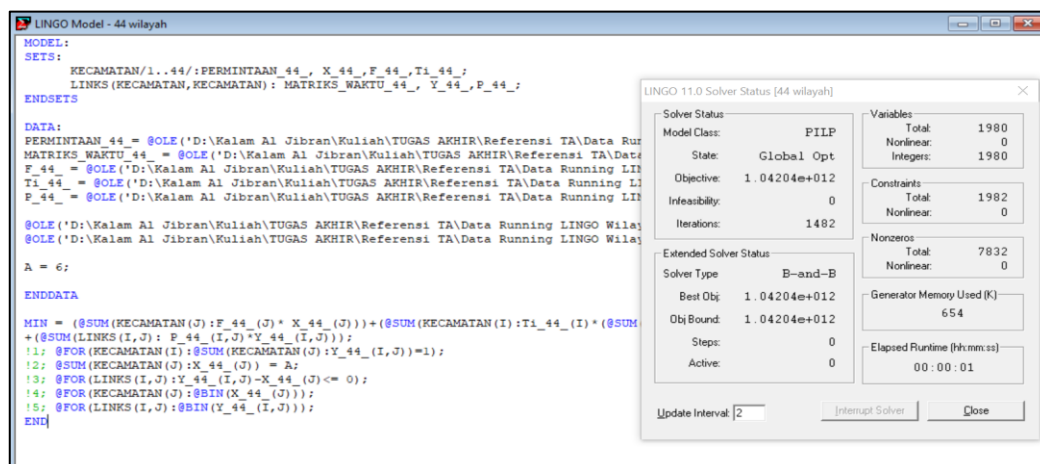 LINGO Model - 44 wilayah
MODEL:
SETS:
KECAMATAN/1..44/:PERMINTAAN_44_, X_44_,F_44_,Ti_44_;
LINKS(KECAMATAN,KECAMATAN): MATRIKS_WAKTU_44_, Y_44_,P_44_;
ENDSETS
DATA:
PERMINTAAN_44_= @OLE('D:\Kalam Al Jibran\Kuliah\TUGAS AKHIR\Referensi TA\Data Run
MATRIKS_WAKTU_44_ = @OLE('D:\Kalam Al Jibran\Kuliah\TUGAS AKHIR\Referensi TA\Data
F_44_ = @OLE('D:\Kalam Al Jibran\Kuliah\TUGAS AKHIR\Referensi TA\Data Running LIN
Ti_44_ = @OLE('D:\Kalam Al Jibran\Kuliah\TUGAS AKHIR\Referensi TA\Data Running LI
P_44_ = @OLE('D:\Kalam Al Jibran\Kuliah\TUGAS AKHIR\Referensi TA\Data Running LIN
@OLE('D:\Kalam Al Jibran\Kuliah\TUGAS AKHIR\Referensi TA\Data Running LINGO Wilay
@OLE('D:\Kalam Al Jibran\Kuliah\TUGAS AKHIR\Referensi TA\Data Running LINGO Wilay
A = 6;
ENDDATA
MIN = (@SUM(KECAMATAN(J):F_44_(J)* X_44_(J)))+(@SUM(KECAMATAN(I):Ti_44_(I)*(@SUM(
+(@SUM(LINKS(I,J): P_44_(I,J)*Y_44_(I,J)));
!1; @FOR(KECAMATAN(I):@SUM(KECAMATAN(J):Y_44_(I,J))=1);
!2; @SUM(KECAMATAN(J):X_44_(J)) = A;
!3; @FOR(LINKS(I,J):Y_44_(I,J)-X_44_(J)<= 0);
!4; @FOR(KECAMATAN(J):@BIN(X_44_(J)));
!5; @FOR(LINKS(I,J):@BIN(Y_44_(I,J)));
END
LINGO 11.0 Solver Status [44 wilayah]
Solver Status
Model Class: PILP
State: Global Opt
Objective: 1.04204e+012
Infeasibility: 0
Iterations: 1482
Extended Solver Status
Solver Type B-and-B
Best Obj: 1.04204e+012
Obj Bound: 1.04204e+012
Steps: 0
Active: 0
Update Interval: 2
Variables
Total: 1980
Nonlinear: 0
Integers: 1980
Constraints
Total: 1982
Nonlinear: 0
Nonzeros
Total: 7832
Nonlinear: 0
Generator Memory Used (K)
654
Elapsed Runtime (hh:mm:ss)
00:00:01
Interrupt Solver
Close